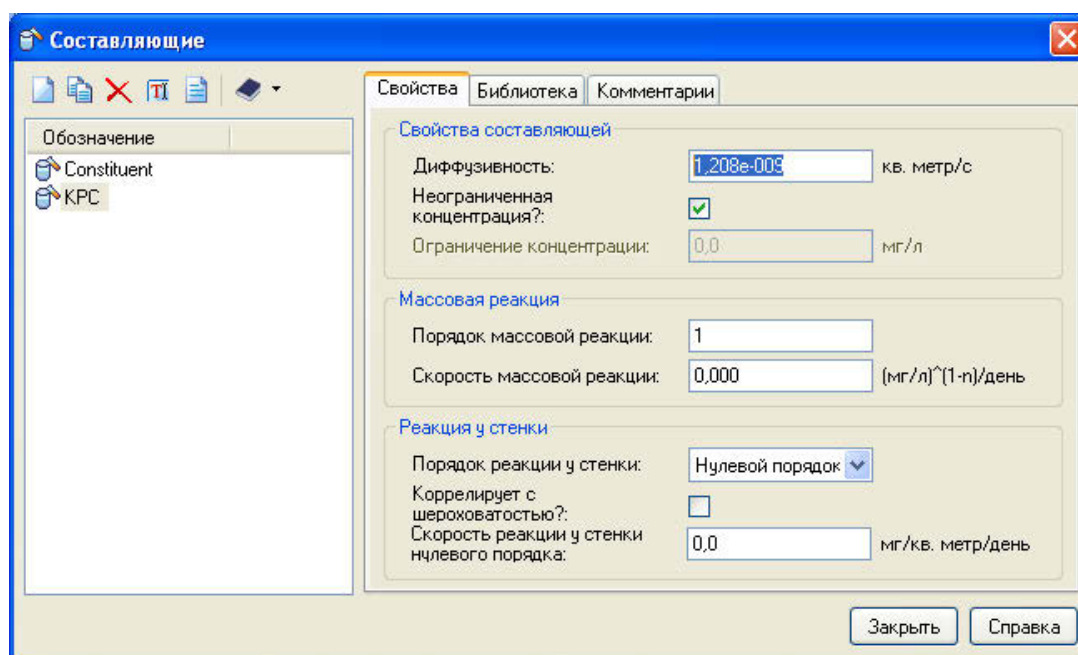 Составляющие
Свойства Библиотека Комментарии
Обозначение
Constituent
КРС
Свойства составляющей
Диффузивность: 1,208e-009 кв. метр/с
Неограниченная
концентрация?:
Ограничение концентрации: 0,0 мг/л
Массовая реакция
Порядок массовой реакции: 1
Скорость массовой реакции: 0,000 (мг/л)^(1-n)/день
Реакция у стенки
Порядок реакции у стенки: Нулевой порядок
Коррелирует с
шероховатостью?:
Скорость реакции у стенки
нулевого порядка: 0,0 мг/кв. метр/день
Закрыть Справка